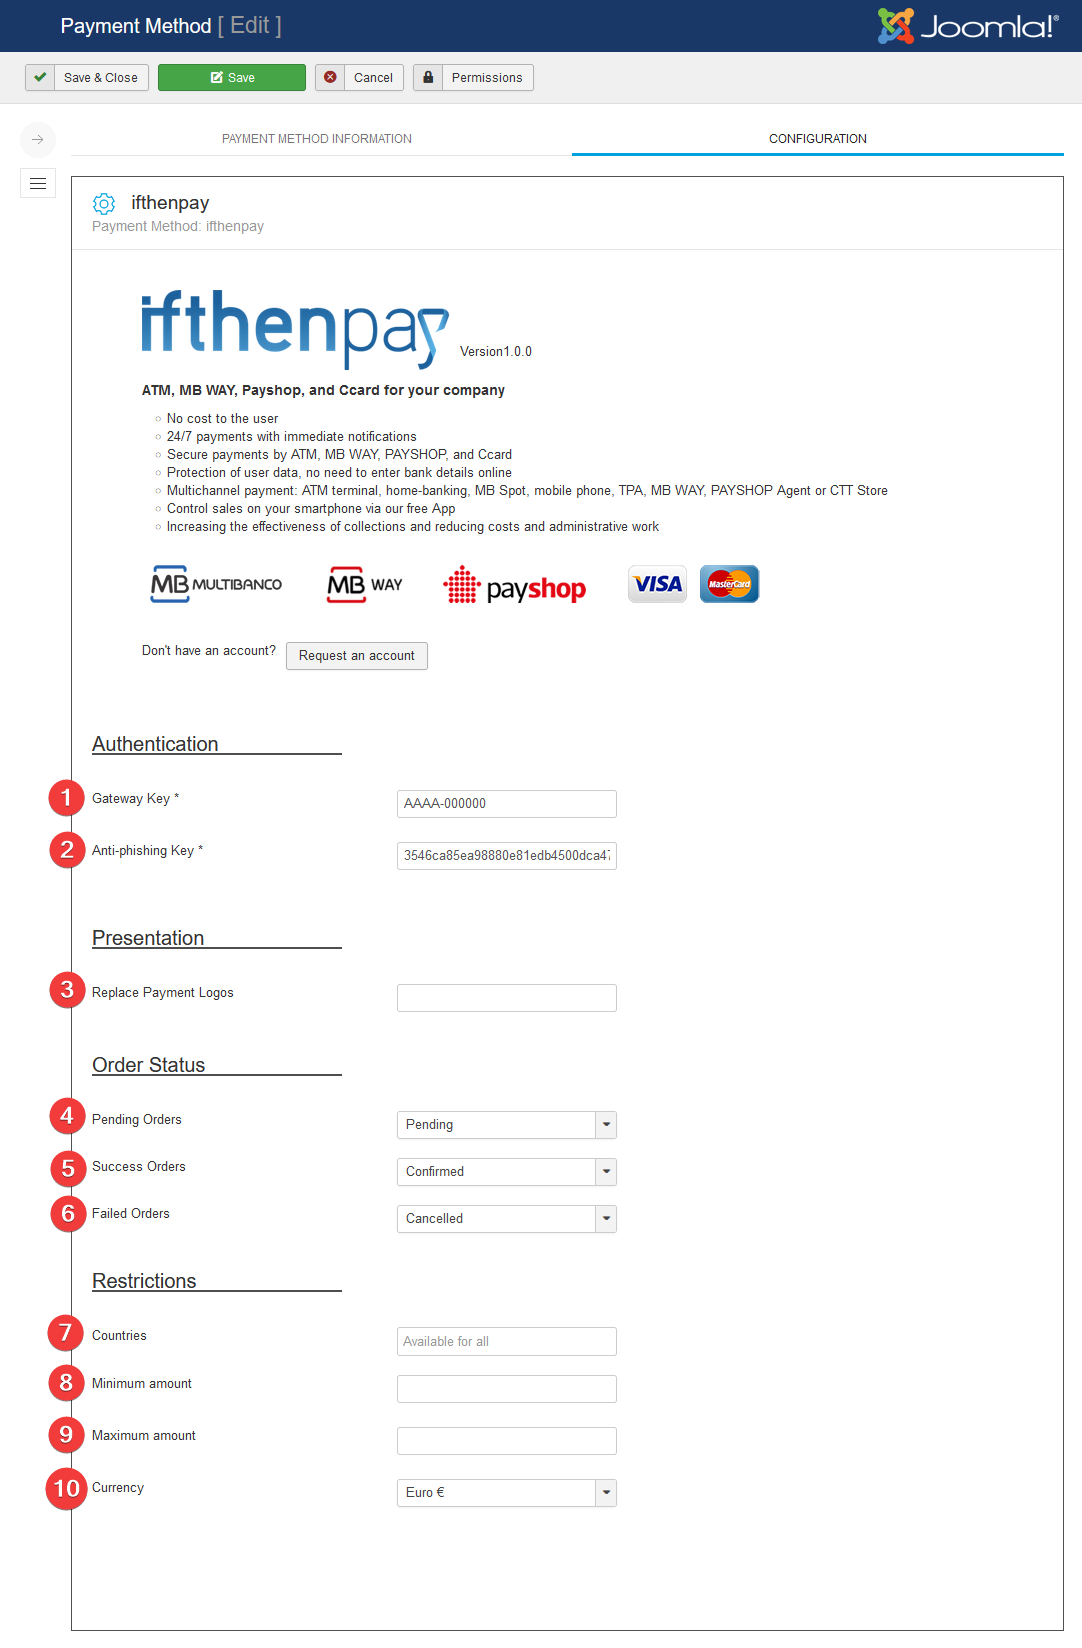 Payment Method [ Edit ]
Joomla!®
Save & Close
Save
Cancel
Permissions
PAYMENT METHOD INFORMATION
CONFIGURATION
ifthenpay
Payment Method: ifthenpay
ifthenpay
Version1.0.0
ATM, MB WAY, Payshop, and Ccard for your company
No cost to the user
24/7 payments with immediate notifications
Secure payments by ATM, MB WAY, PAYSHOP, and Ccard
Protection of user data, no need to enter bank details online
Multichannel payment: ATM terminal, home-banking, MB Spot, mobile phone, TPA, MB WAY, PAYSHOP Agent or CTT Store
Control sales on your smartphone via our free App
Increasing the effectiveness of collections and reducing costs and administrative work
MB MULTIBANCO
MB WAY
payshop
VISA
MasterCard
Don't have an account?
Request an account
Authentication
1 Gateway Key *
AAAA-000000
2 Anti-phishing Key *
3546ca85ea98880e81edb4500dca47
Presentation
3 Replace Payment Logos
Order Status
4 Pending Orders
Pending
5 Success Orders
Confirmed
6 Failed Orders
Cancelled
Restrictions
7 Countries
Available for all
8 Minimum amount
9 Maximum amount
10 Currency
Euro €